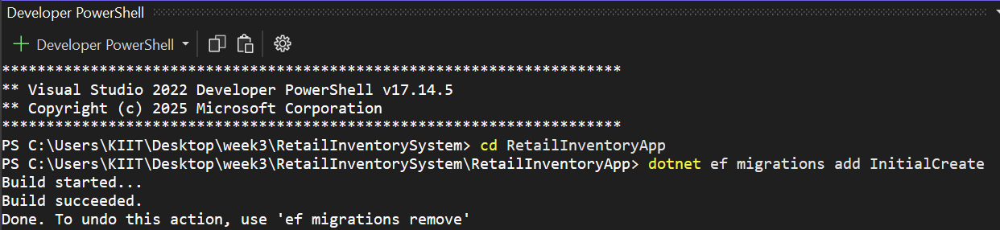 Developer PowerShell
Developer PowerShell
**********************************************************************
** Visual Studio 2022 Developer PowerShell v17.14.5
** Copyright (c) 2025 Microsoft Corporation
**********************************************************************
PS C:\Users\KIIT\Desktop\week3\RetailInventorySystem> cd RetailInventoryApp
PS C:\Users\KIIT\Desktop\week3\RetailInventorySystem\RetailInventoryApp> dotnet ef migrations add InitialCreate
Build started...
Build succeeded.
Done. To undo this action, use 'ef migrations remove'